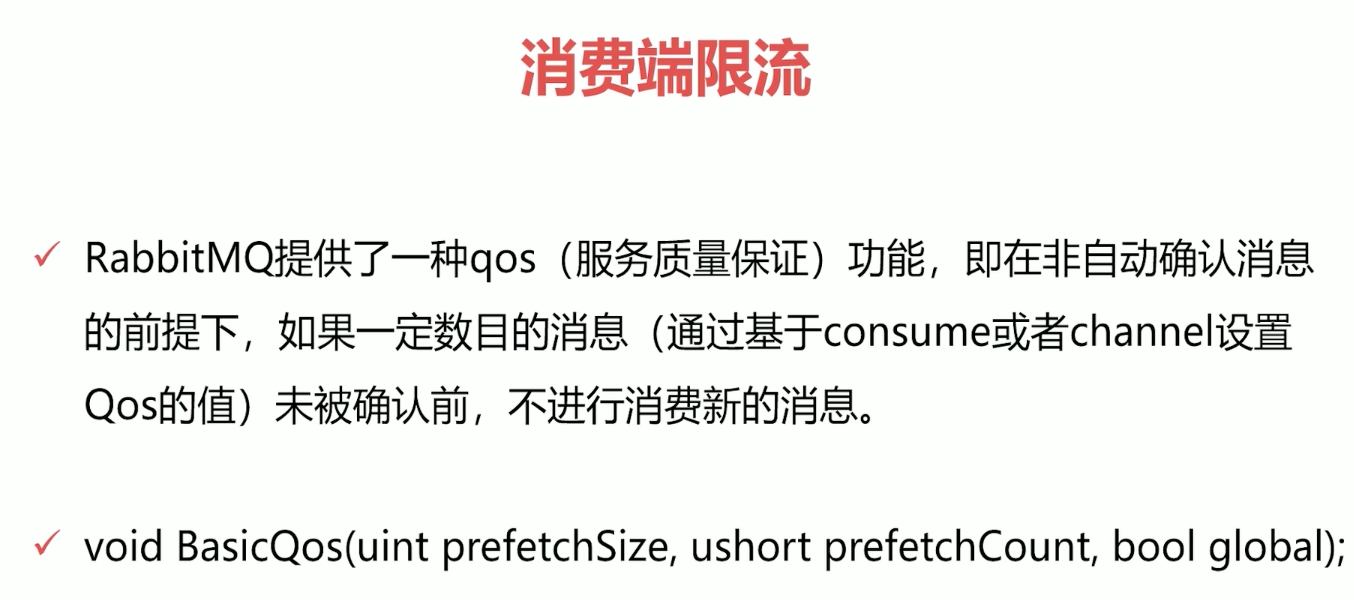 消费端限流
✓ RabbitMQ提供了一种qos（服务质量保证）功能，即在非自动确认消息
的前提下，如果一定数目的消息（通过基于consume或者channel设置
Qos的值）未被确认前，不进行消费新的消息。
✓ void BasicQos(uint prefetchSize, ushort prefetchCount, bool global);